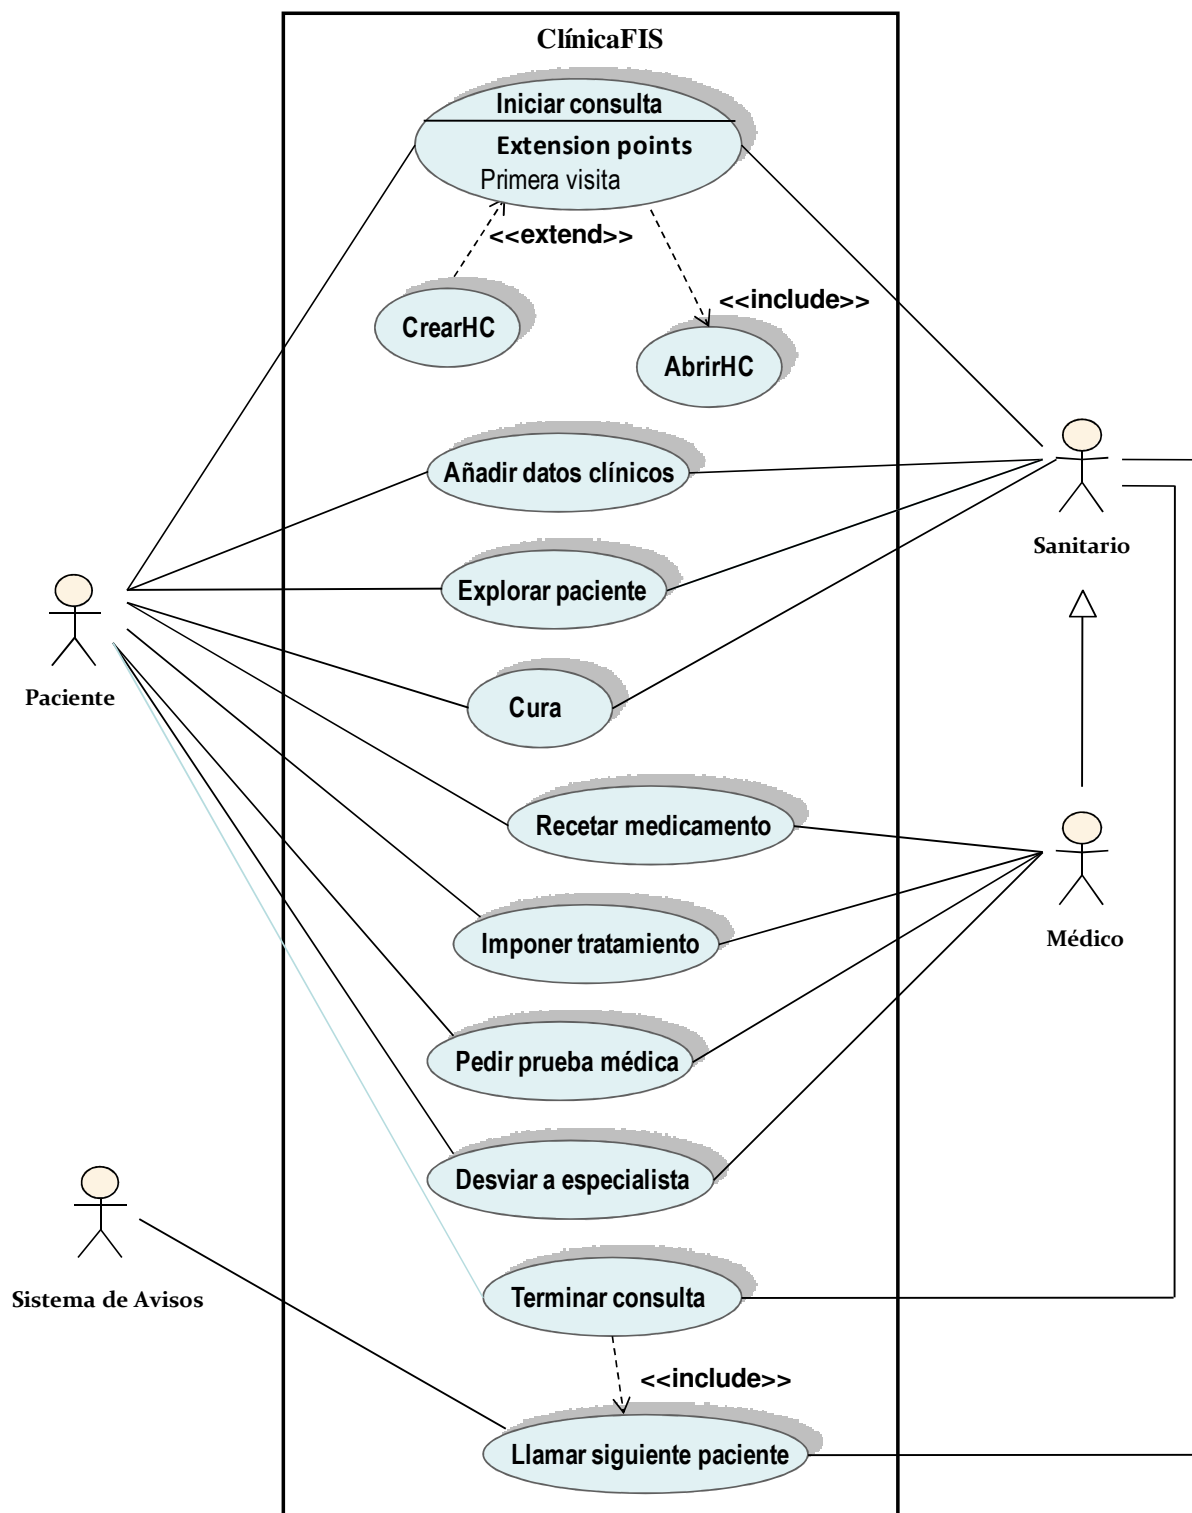 ClínicaFIS
Iniciar consulta
Extension points
Primera visita
<<extend>>
<<include>>
CrearHC
AbrirHC
Añadir datos clínicos
Sanitario
Explorar paciente
Paciente
Cura
Recetar medicamento
Imponer tratamiento
Médico
Pedir prueba médica
Desviar a especialista
Sistema de Avisos
Terminar consulta
<<include>>
Llamar siguiente paciente